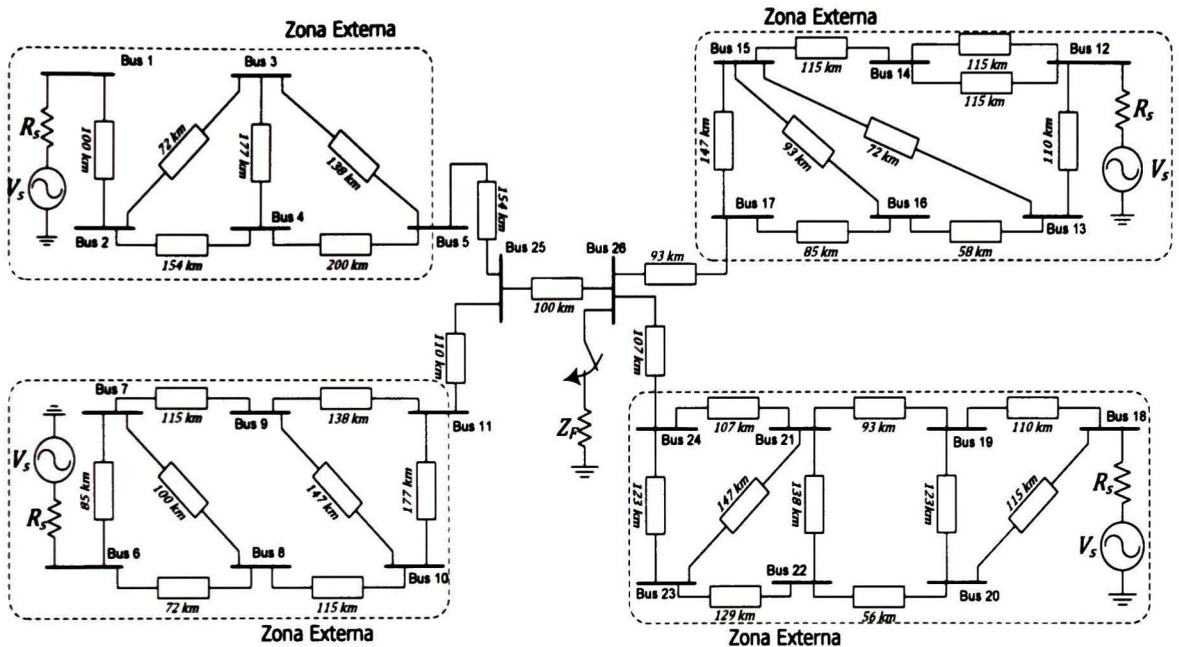 Zona Externa
Bus 1
Bus 3
R_s
V_s
100 km
72 km
177 km
138 km
Bus 2
Bus 4
Bus 5
154 km
200 km
154 km
Bus 25
Bus 26
100 km
93 km
107 km
110 km
Z_F
Zona Externa
Bus 15
115 km
Bus 14
115 km
115 km
Bus 12
R_s
V_s
147 km
93 km
72 km
110 km
Bus 17
Bus 16
Bus 13
85 km
58 km
Bus 7
115 km
Bus 9
138 km
Bus 11
V_s
R_s
85 km
100 km
147 km
177 km
Bus 6
Bus 8
Bus 10
72 km
115 km
Zona Externa
Bus 24
107 km
Bus 21
93 km
Bus 19
110 km
Bus 18
123 km
147 km
138 km
123km
115 km
R_s
V_s
Bus 23
129 km
Bus 22
56 km
Bus 20
Zona Externa